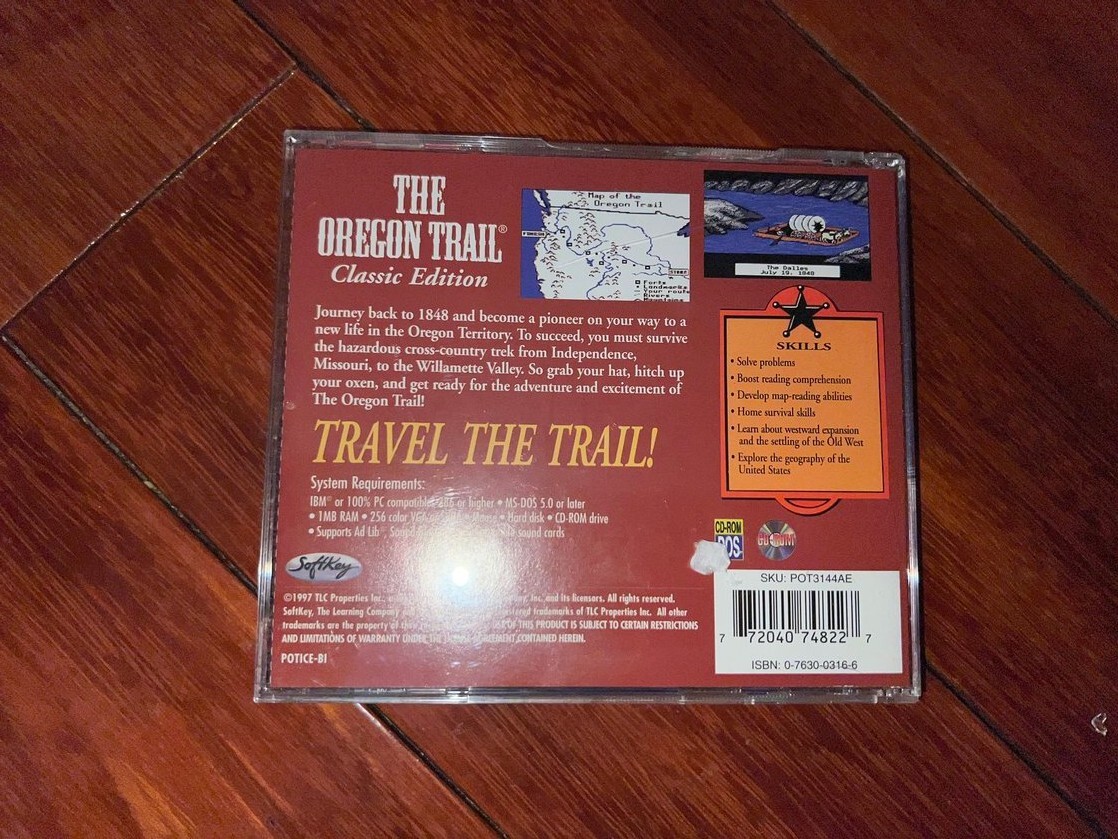 THE
OREGON TRAIL®
Classic Edition
Map of the
Oregon Trail
Forts
Landmarks
Your route
Rivers
Mountains
The Dalles
July 19, 1848
Journey back to 1848 and become a pioneer on your way to a
new life in the Oregon Territory. To succeed, you must survive
the hazardous cross-country trek from Independence,
Missouri, to the Willamette Valley. So grab your hat, hitch up
your oxen, and get ready for the adventure and excitement of
The Oregon Trail!
TRAVEL THE TRAIL!
SKILLS
• Solve problems
• Boost reading comprehension
• Develop map-reading abilities
• Home survival skills
• Learn about westward expansion
and the settling of the Old West
• Explore the geography of the
United States
System Requirements:
IBM® or 100% PC compatible or higher • MS-DOS 5.0 or later
• 1MB RAM • 256 color • Hard disk • CD-ROM drive
• Supports Ad Lib sound cards
CD-ROM
DOS
CD-ROM
SoftKey
©1997 TLC Properties Inc., Inc. and its licensors. All rights reserved.
SoftKey, The Learning Company trademarks of TLC Properties Inc. All other
trademarks are the property of OF THIS PRODUCT IS SUBJECT TO CERTAIN RESTRICTIONS
AND LIMITATIONS OF WARRANTY UNDER THE AGREEMENT CONTAINED HEREIN.
POTICE-BI
SKU: POT3144AE
7 72040 74822 7
ISBN: 0-7630-0316-6